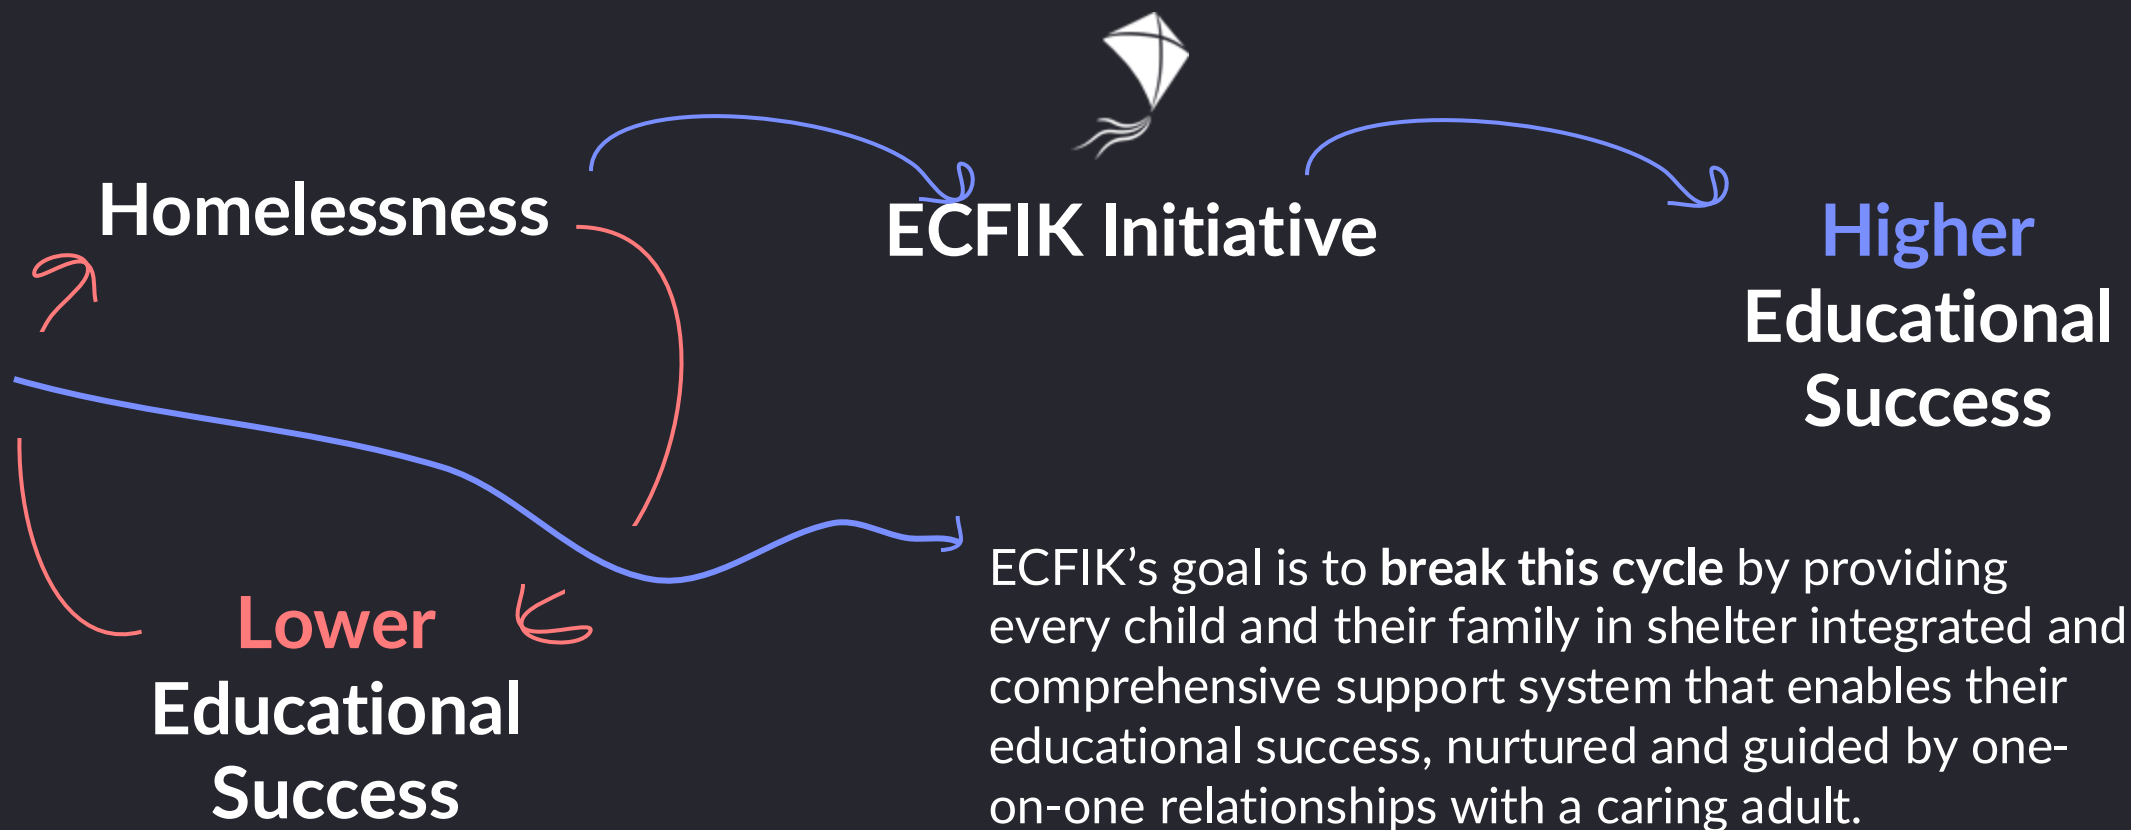 Homelessness
ECFIK Initiative
Higher
Educational
Success
Lower
Educational
Success
ECFIK’s goal is to break this cycle by providing
every child and their family in shelter integrated and
comprehensive support system that enables their
educational success, nurtured and guided by one-
on-one relationships with a caring adult.